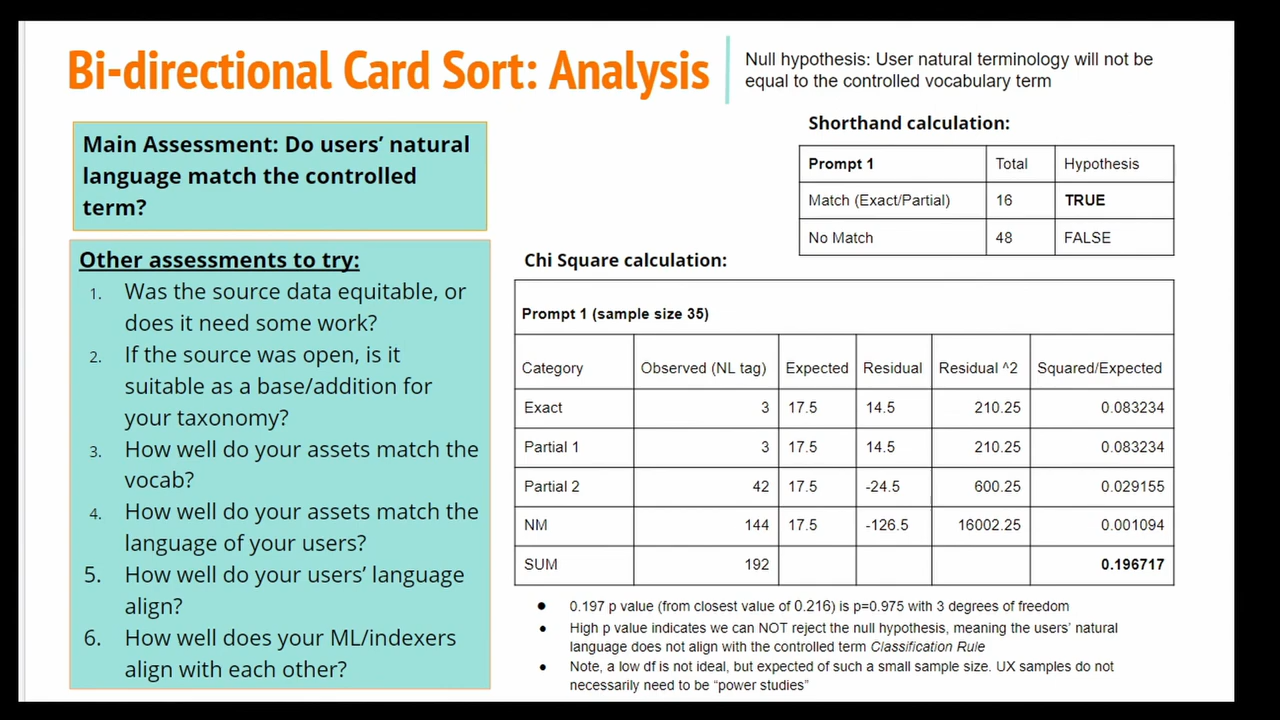 Bi-directional Card Sort: Analysis
Null hypothesis: User natural terminology will not be
equal to the controlled vocabulary term
Main Assessment: Do users’ natural
language match the controlled
term?
Other assessments to try:
1. Was the source data equitable, or
does it need some work?
2. If the source was open, is it
suitable as a base/addition for
your taxonomy?
3. How well do your assets match the
vocab?
4. How well do your assets match the
language of your users?
5. How well do your users’ language
align?
6. How well does your ML/indexers
align with each other?
Shorthand calculation:
Prompt 1 Total Hypothesis
Match (Exact/Partial) 16 TRUE
No Match 48 FALSE
Chi Square calculation:
Prompt 1 (sample size 35)
Category Observed (NL tag) Expected Residual Residual ^2 Squared/Expected
Exact 3 17.5 14.5 210.25 0.083234
Partial 1 3 17.5 14.5 210.25 0.083234
Partial 2 42 17.5 -24.5 600.25 0.029155
NM 144 17.5 -126.5 16002.25 0.001094
SUM 192 0.196717
● 0.197 p value (from closest value of 0.216) is p=0.975 with 3 degrees of freedom
● High p value indicates we can NOT reject the null hypothesis, meaning the users’ natural
language does not align with the controlled term Classification Rule
● Note, a low df is not ideal, but expected of such a small sample size. UX samples do not
necessarily need to be “power studies”